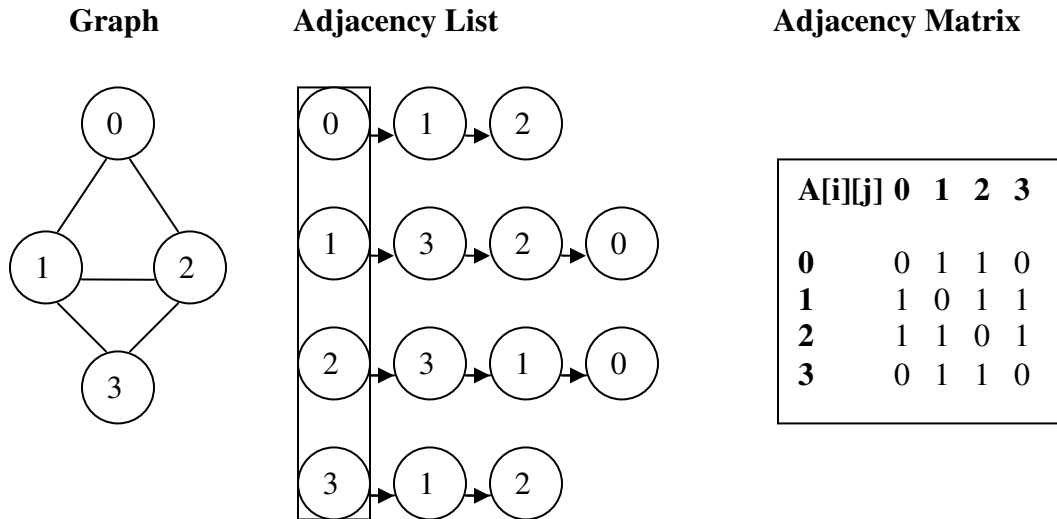 Graph Adjacency List Adjacency Matrix
0
1 2
3
0 1 2
1 3 2 0
2 3 1 0
3 1 2
A[i][j] 0 1 2 3
0 0 1 1 0
1 1 0 1 1
2 1 1 0 1
3 0 1 1 0